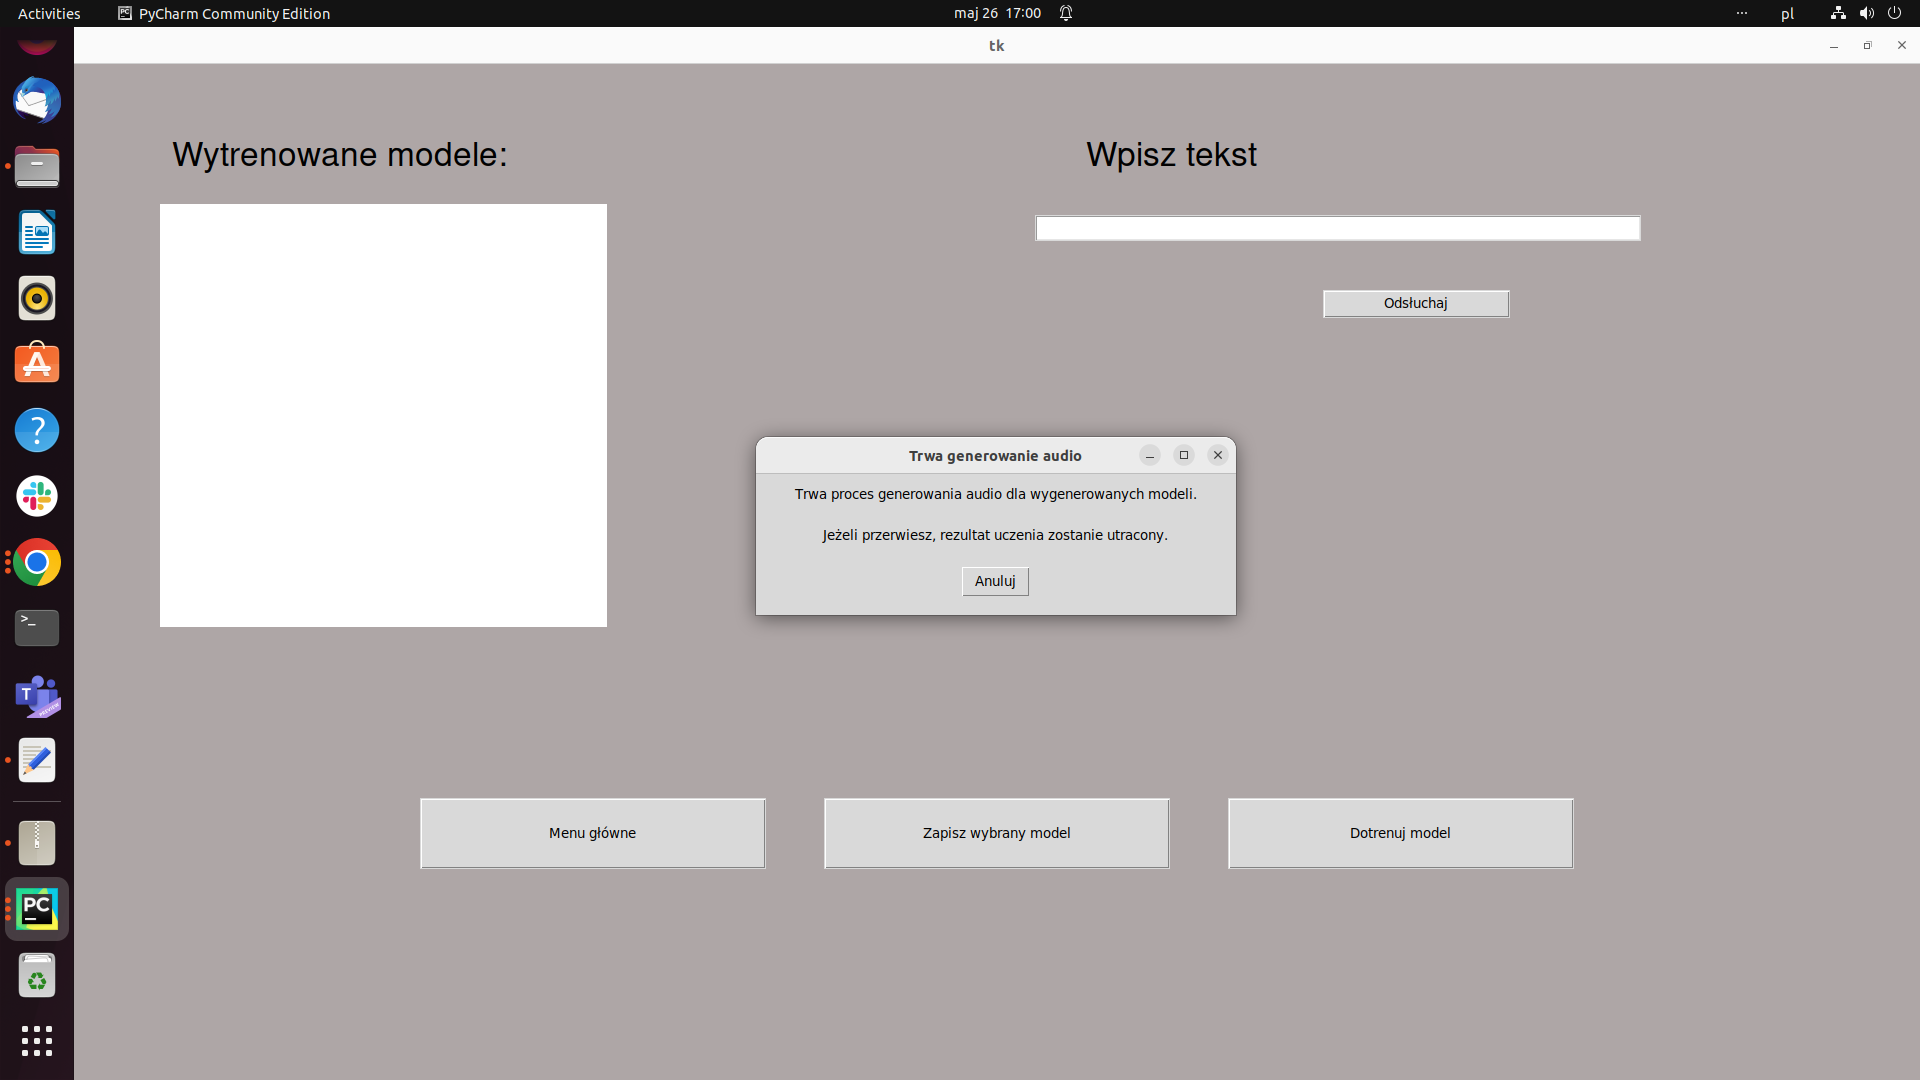 Activities
PyCharm Community Edition
maj 26 17:00
pl
tk
Wytrenowane modele:
Wpisz tekst
Odsłuchaj
Trwa generowanie audio
Trwa proces generowania audio dla wygenerowanych modeli.
Jeżeli przerwiesz, rezultat uczenia zostanie utracony.
Anuluj
Menu główne
Zapisz wybrany model
Dotrenuj model